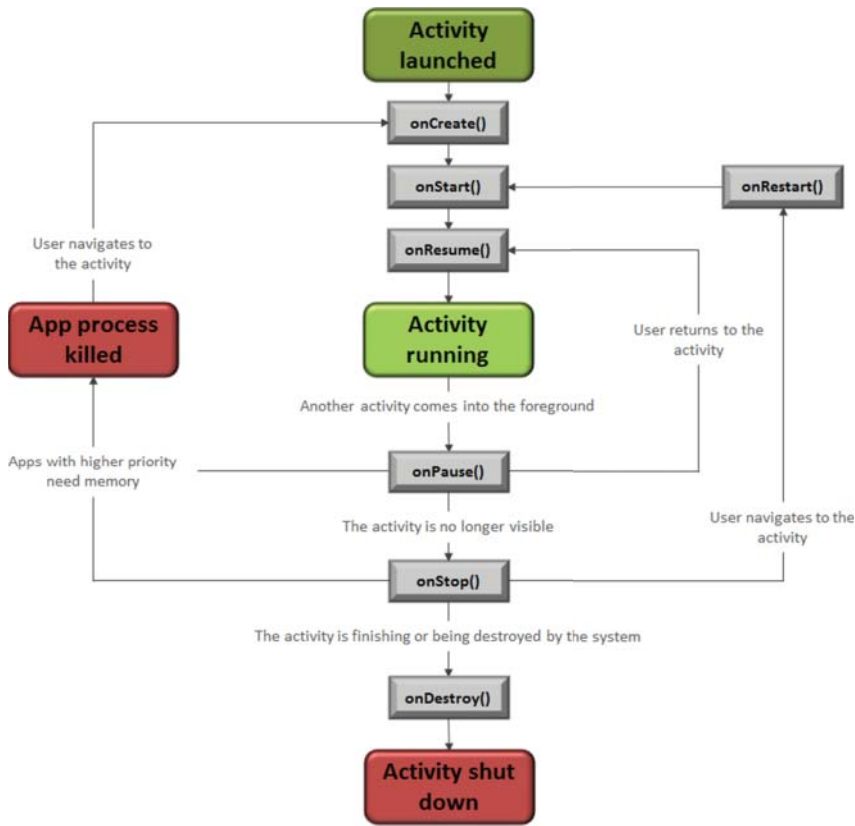 Activity
launched
onCreate()
onStart()
onRestart()
onResume()
User navigates to
the activity
App process
killed
Activity
running
User returns to the
activity
Another activity comes into the foreground
Apps with higher priority
need memory
onPause()
The activity is no longer visible
User navigates to the
activity
onStop()
The activity is finishing or being destroyed by the system
onDestroy()
Activity shut
down